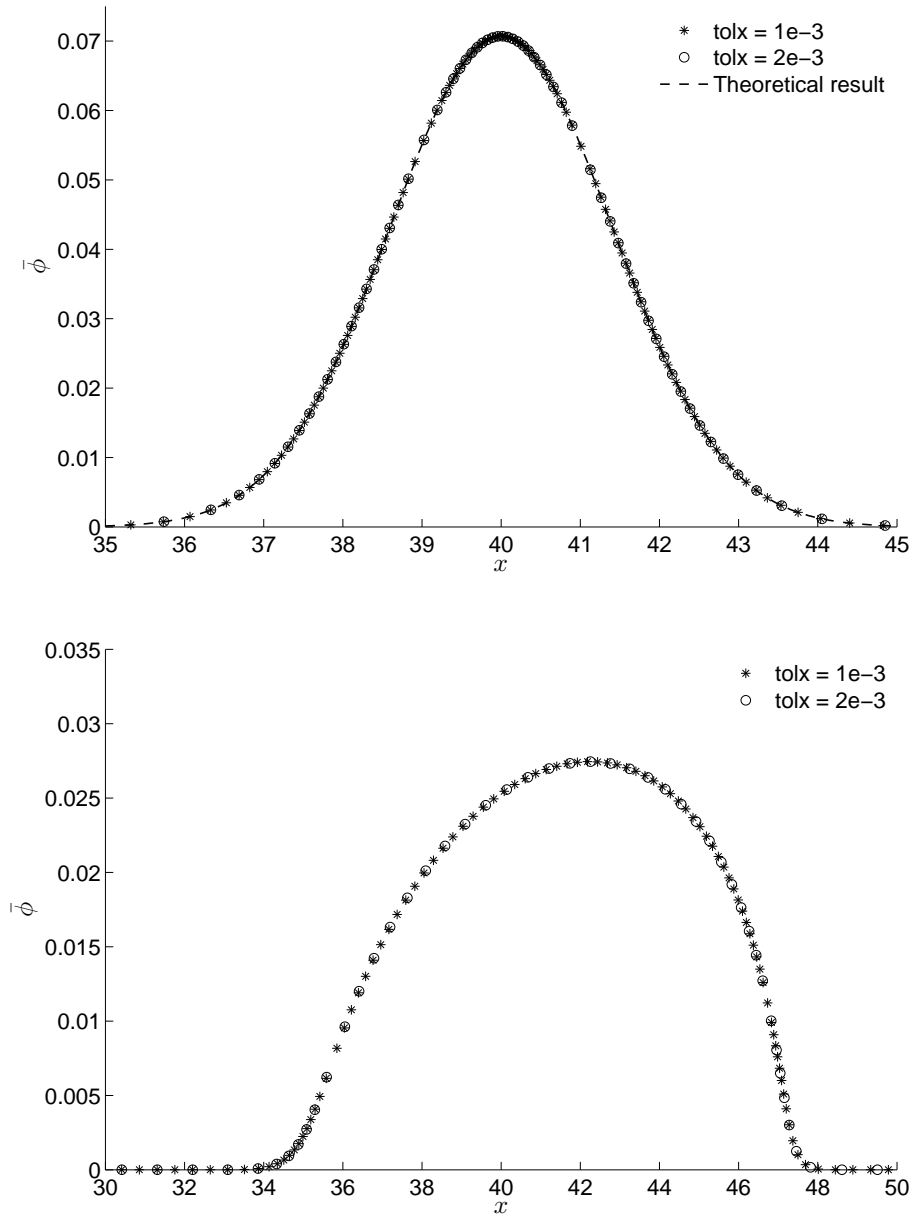 0.07
0.06
0.05
0.04
0.03
0.02
0.01
0
ϕ̄
35 36 37 38 39 40 41 42 43 44 45
x
tolx = 1e−3
tolx = 2e−3
Theoretical result
0.035
0.03
0.025
0.02
0.015
0.01
0.005
0
ϕ̄
30 32 34 36 38 40 42 44 46 48 50
x
tolx = 1e−3
tolx = 2e−3